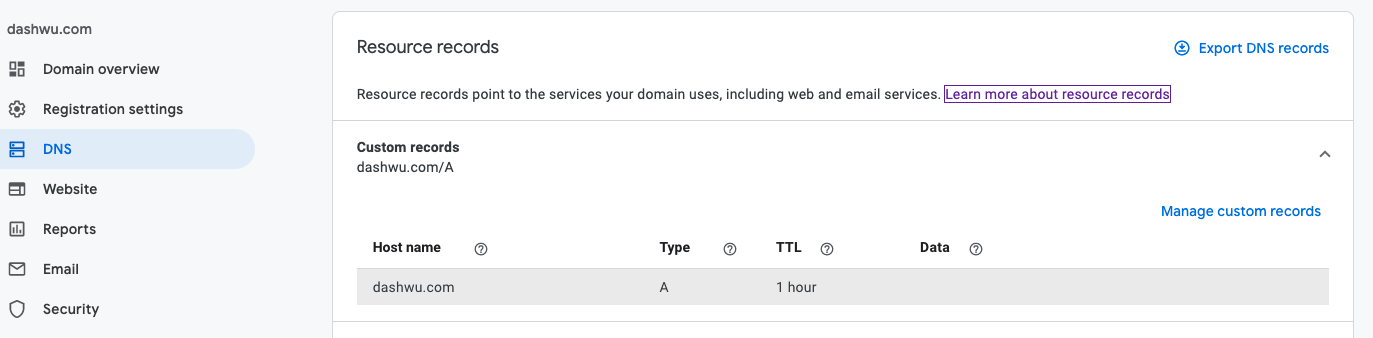 dashwu.com
Domain overview
Registration settings
DNS
Website
Reports
Email
Security
Resource records
Export DNS records
Resource records point to the services your domain uses, including web and email services. Learn more about resource records
Custom records
dashwu.com/A
Manage custom records
Host name Type TTL Data
dashwu.com A 1 hour